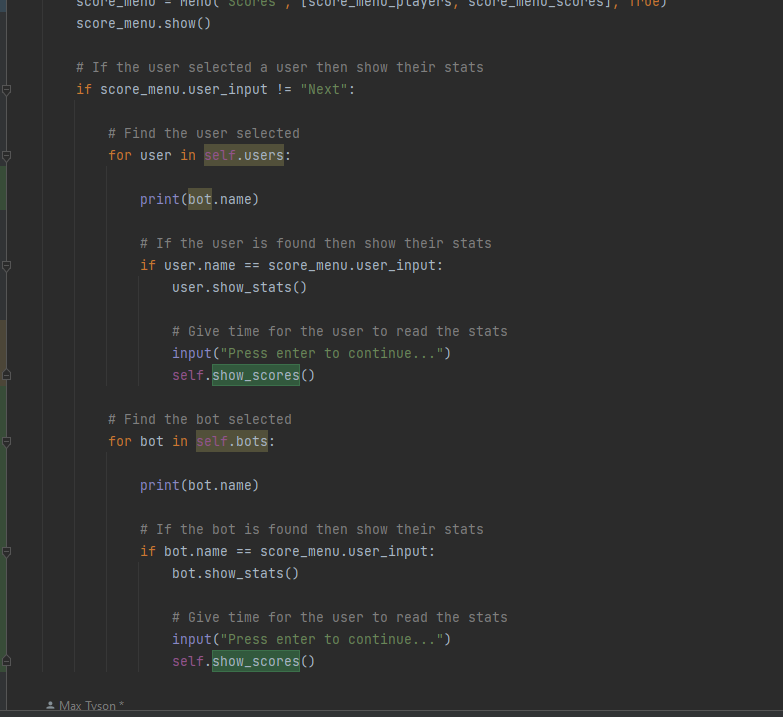 score_menu = Menu("Scores", [score_menu_players, score_menu_scores], True)
score_menu.show()
# If the user selected a user then show their stats
if score_menu.user_input != "Next":
# Find the user selected
for user in self.users:
print(bot.name)
# If the user is found then show their stats
if user.name == score_menu.user_input:
user.show_stats()
# Give time for the user to read the stats
input("Press enter to continue...")
self.show_scores()
# Find the bot selected
for bot in self.bots:
print(bot.name)
# If the bot is found then show their stats
if bot.name == score_menu.user_input:
bot.show_stats()
# Give time for the user to read the stats
input("Press enter to continue...")
self.show_scores()
Max Tyson *